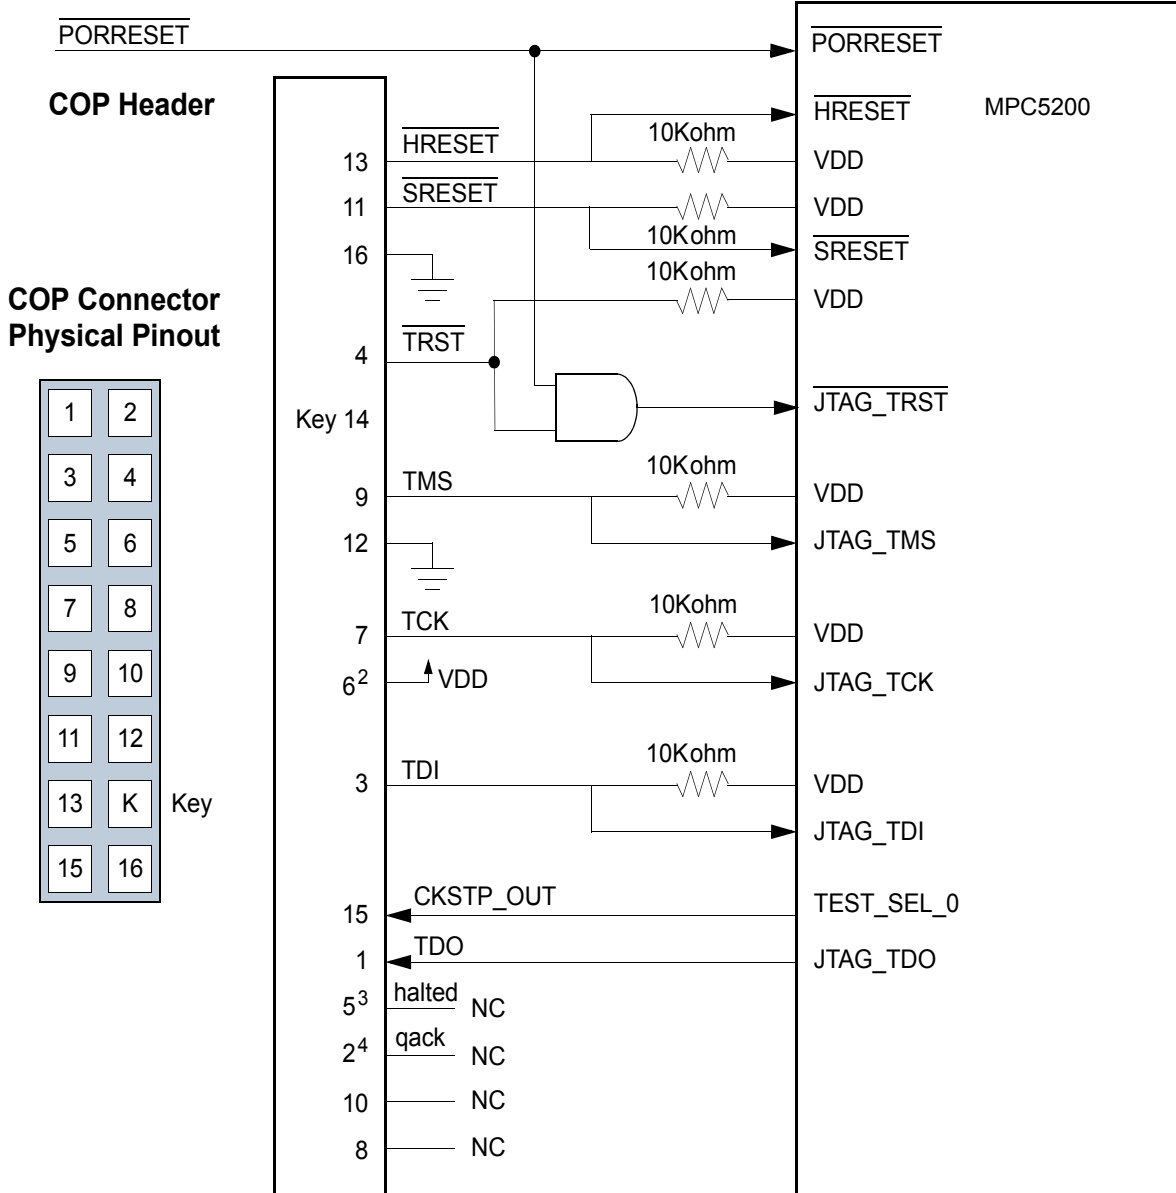 PORRESET
PORRESET
COP Header
HRESET
MPC5200
10Kohm
13
HRESET
VDD
11
SRESET
VDD
10Kohm
SRESET
16
10Kohm
VDD
COP Connector
Physical Pinout
4
TRST
Key 14
JTAG_TRST
10Kohm
9
TMS
VDD
12
JTAG_TMS
10Kohm
7
TCK
VDD
6²
VDD
JTAG_TCK
10Kohm
3
TDI
VDD
JTAG_TDI
15
CKSTP_OUT
TEST_SEL_0
1
TDO
JTAG_TDO
5³
halted
NC
2⁴
qack
NC
10
NC
8
NC
1 2
3 4
5 6
7 8
9 10
11 12
13 K Key
15 16